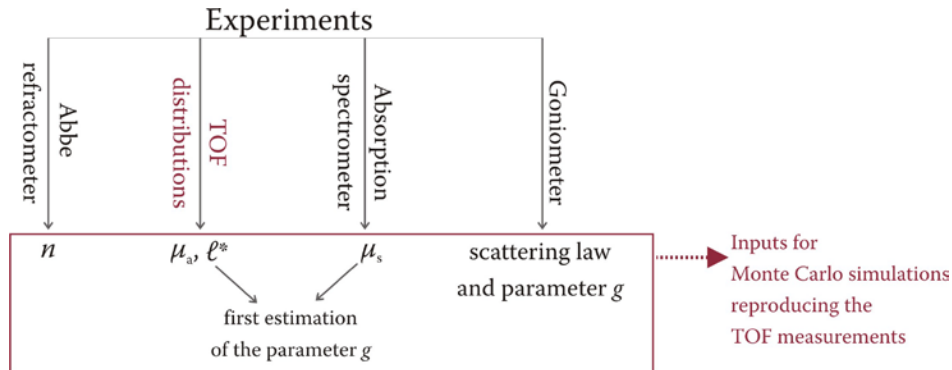 Experiments
Abbe
refractometer
TOF
distributions
Absorption
spectrometer
Goniometer
n
μa, ℓ*
μs
scattering law
and parameter g
first estimation
of the parameter g
Inputs for
Monte Carlo simulations
reproducing the
TOF measurements